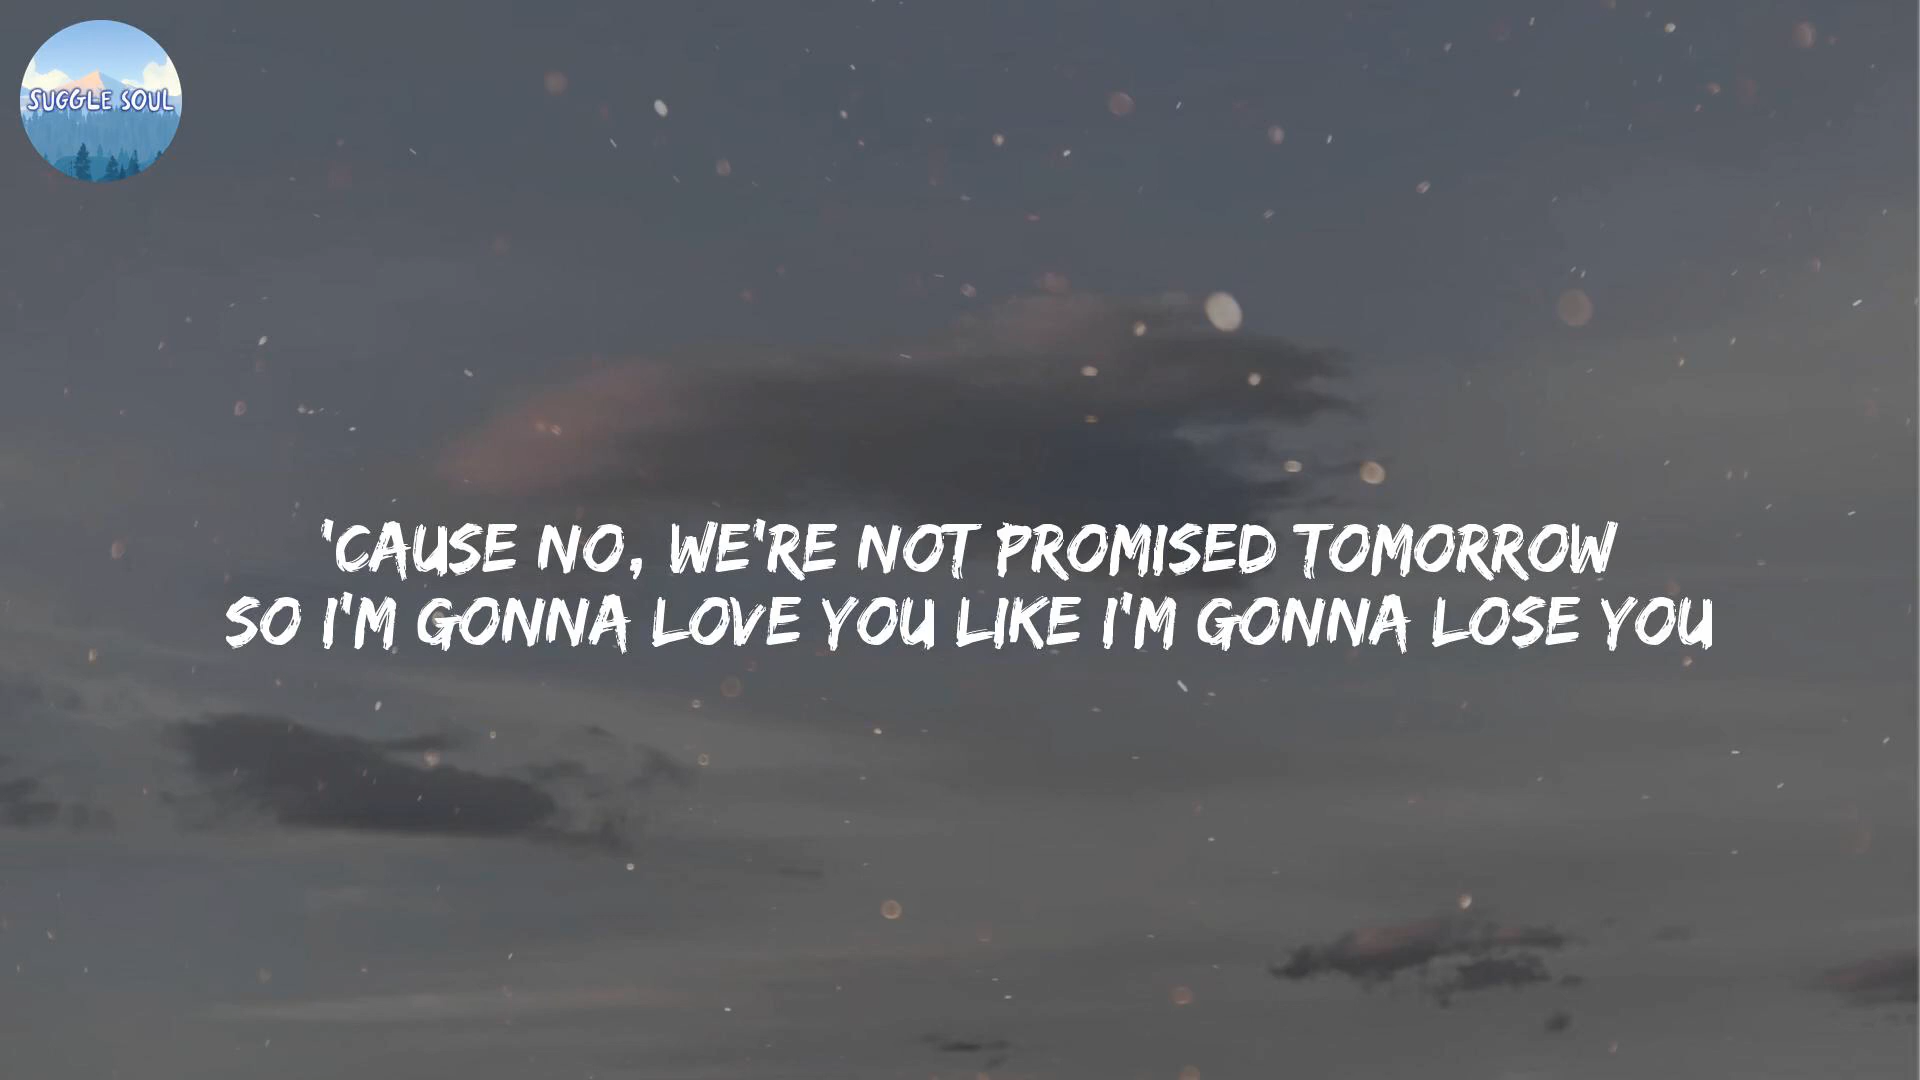 SUGGLE SOUL
'CAUSE NO, WE'RE NOT PROMISED TOMORROW
SO I'M GONNA LOVE YOU LIKE I'M GONNA LOSE YOU